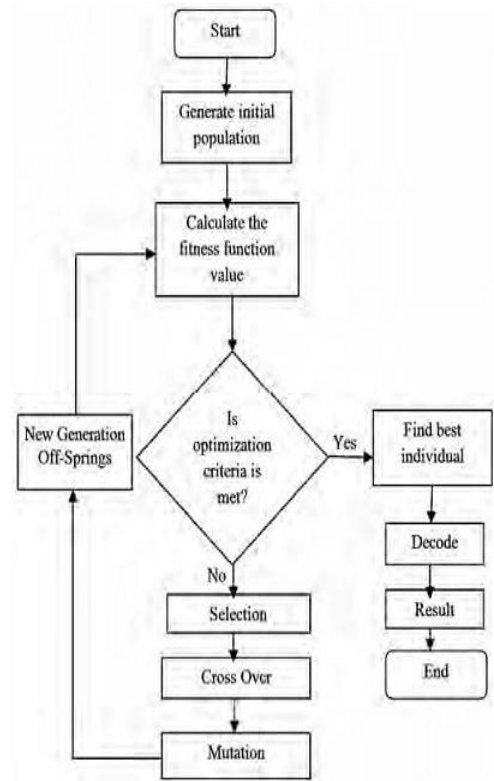 Start
Generate initial
population
Calculate the
fitness function
value
Is
optimization
criteria is
met?
Yes
Find best
individual
Decode
Result
End
No
Selection
Cross Over
Mutation
New Generation
Off-Springs